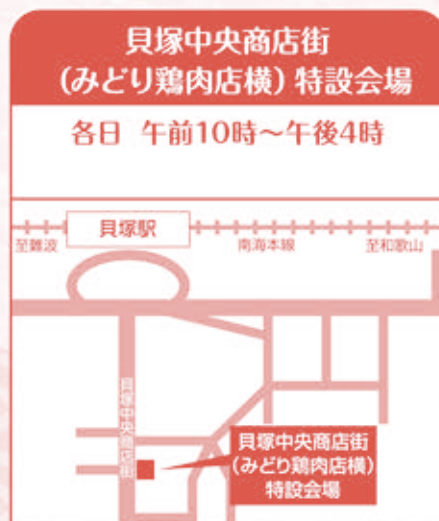 貝塚中央商店街
（みどり鶏肉店横）特設会場
各日 午前10時～午後4時
貝塚駅
至難波
南海本線
至和歌山
貝塚中央商店街
貝塚中央商店街
（みどり鶏肉店横）
特設会場